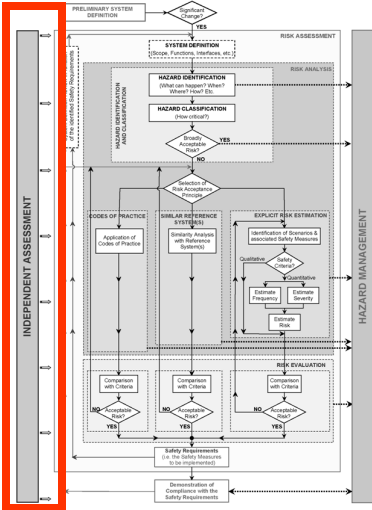 PRELIMINARY SYSTEM
DEFINITION
Significant
Change?
YES
RISK ASSESSMENT
SYSTEM DEFINITION
(Scope, Functions, Interfaces, etc.)
RISK ANALYSIS
HAZARD IDENTIFICATION
AND CLASSIFICATION
HAZARD IDENTIFICATION
(What can happen? When?
Where? How? Etc.
HAZARD CLASSIFICATION
(How critical?)
Broadly
Acceptable
Risk?
YES
NO
of the identified Safety Requirements
Selection of
Risk Acceptance
Principle
CODES OF PRACTICE
Application of
Codes of Practice
SIMILAR REFERENCE
SYSTEM(S)
Similarity Analysis
with Reference
System(s)
EXPLICIT RISK ESTIMATION
Identification of Scenarios &
associated Safety Measures
Qualitative
Safety
Criteria?
Quantitative
Estimate
Frequency
Estimate
Severity
Estimate
Risk
RISK EVALUATION
Comparison
with Criteria
Comparison
with Criteria
Comparison
with Criteria
NO
Acceptable
Risk?
YES
NO
Acceptable
Risk?
YES
NO
Acceptable
Risk?
YES
Safety Requirements
(i.e. the Safety Measures
to be implemented)
Demonstration of
Compliance with the
Safety Requirements
INDEPENDENT ASSESSMENT
HAZARD MANAGEMENT